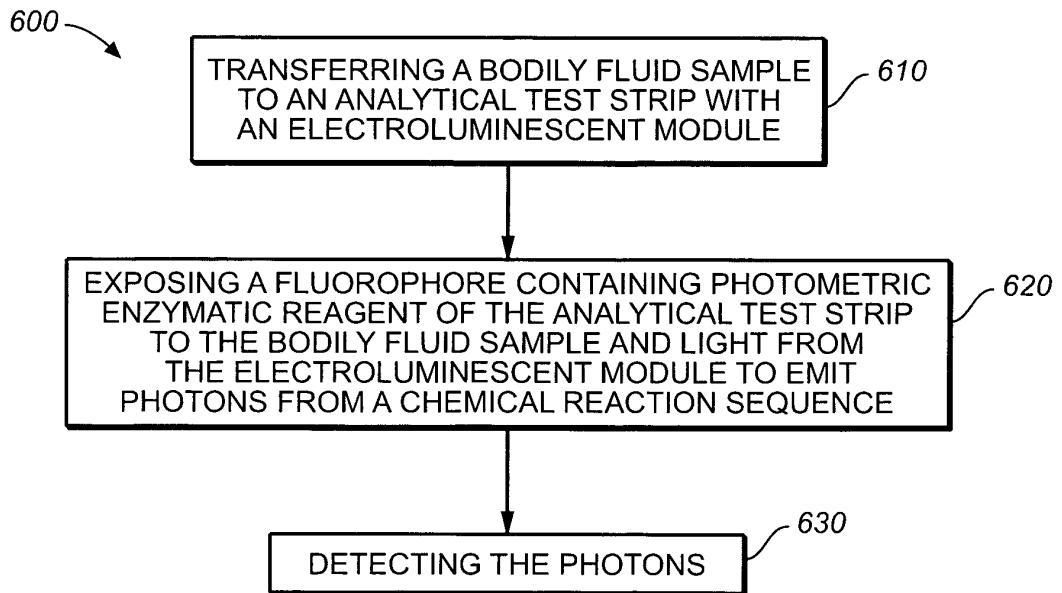 600
TRANSFERRING A BODILY FLUID SAMPLE
TO AN ANALYTICAL TEST STRIP WITH
AN ELECTROLUMINESCENT MODULE
610
EXPOSING A FLUOROPHORE CONTAINING PHOTOMETRIC
ENZYMATIC REAGENT OF THE ANALYTICAL TEST STRIP
TO THE BODILY FLUID SAMPLE AND LIGHT FROM
THE ELECTROLUMINESCENT MODULE TO EMIT
PHOTONS FROM A CHEMICAL REACTION SEQUENCE
620
DETECTING THE PHOTONS
630